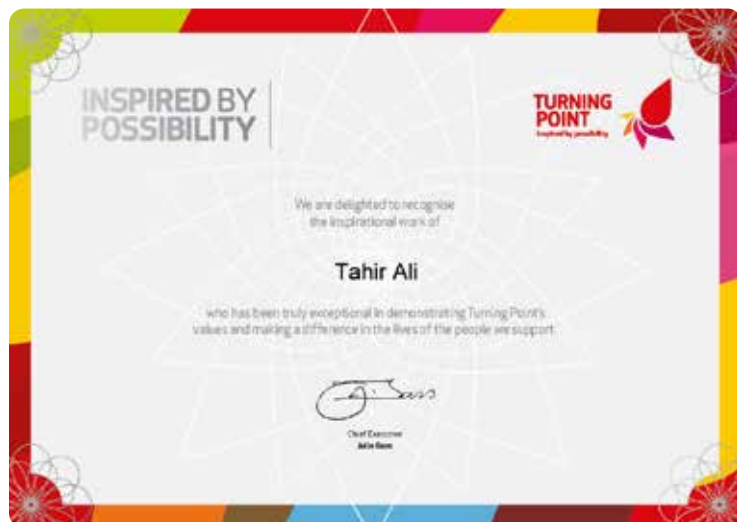 INSPIRED BY
POSSIBILITY
TURNING
POINT
Inspired by possibility
We are delighted to recognise
the inspirational work of
Tahir Ali
who has been truly exceptional in demonstrating Turning Point's
values and making a difference in the lives of the people we support
Chief Executive